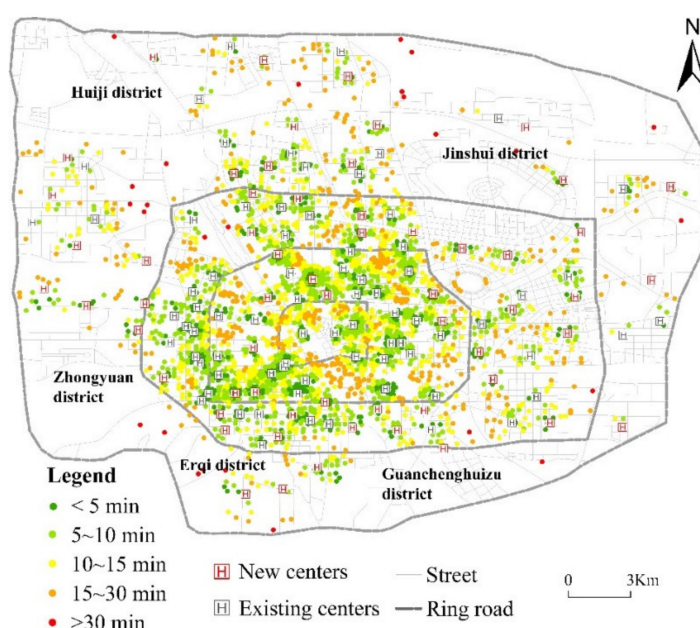 N
Huiji district
Jinshui district
Zhongyuan
district
Erqi district
Guanchenghuizu
district
Legend
< 5 min
5~10 min
10~15 min
15~30 min
>30 min
H New centers
H Existing centers
Street
Ring road
0 3Km